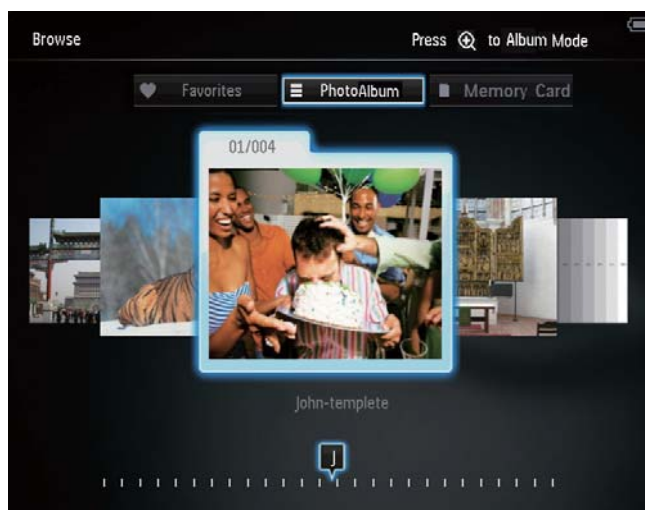 Browse
Press to Album Mode
Favorites
PhotoAlbum
Memory Card
01/004
John-templete
J